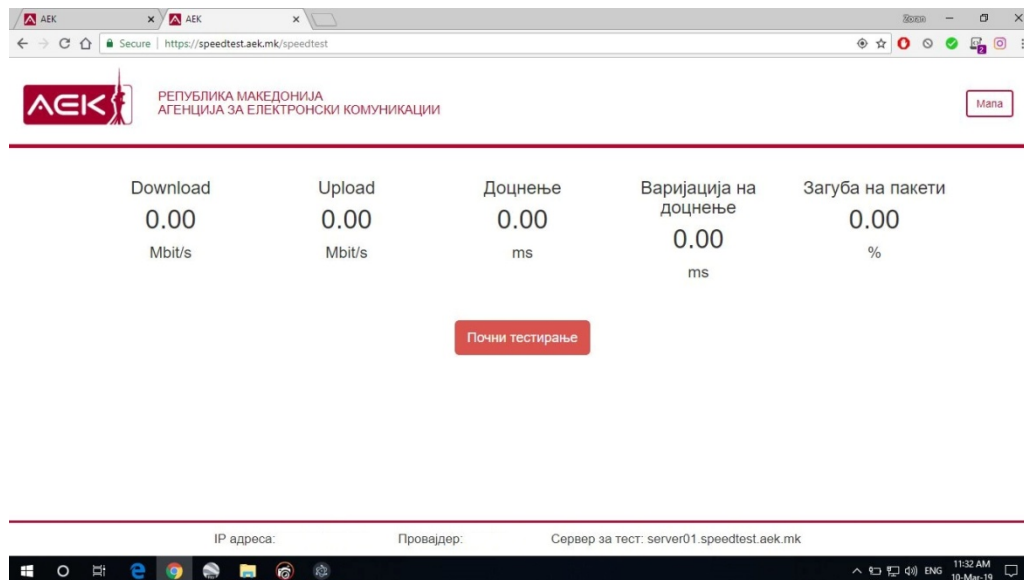 AEK
AEK
Zoran
Secure | https://speedtest.aek.mk/speedtest
2
AEK
РЕПУБЛИКА МАКЕДОНИЈА
АГЕНЦИЈА ЗА ЕЛЕКТРОНСКИ КОМУНИКАЦИИ
Мапа
Download
0.00
Mbit/s
Upload
0.00
Mbit/s
Доцнење
0.00
ms
Варијација на
доцнење
0.00
ms
Загуба на пакети
0.00
%
Почни тестирање
IP адреса:
Провајдер:
Сервер за тест: server01.speedtest.aek.mk
ENG
11:32 AM
10-Mar-19